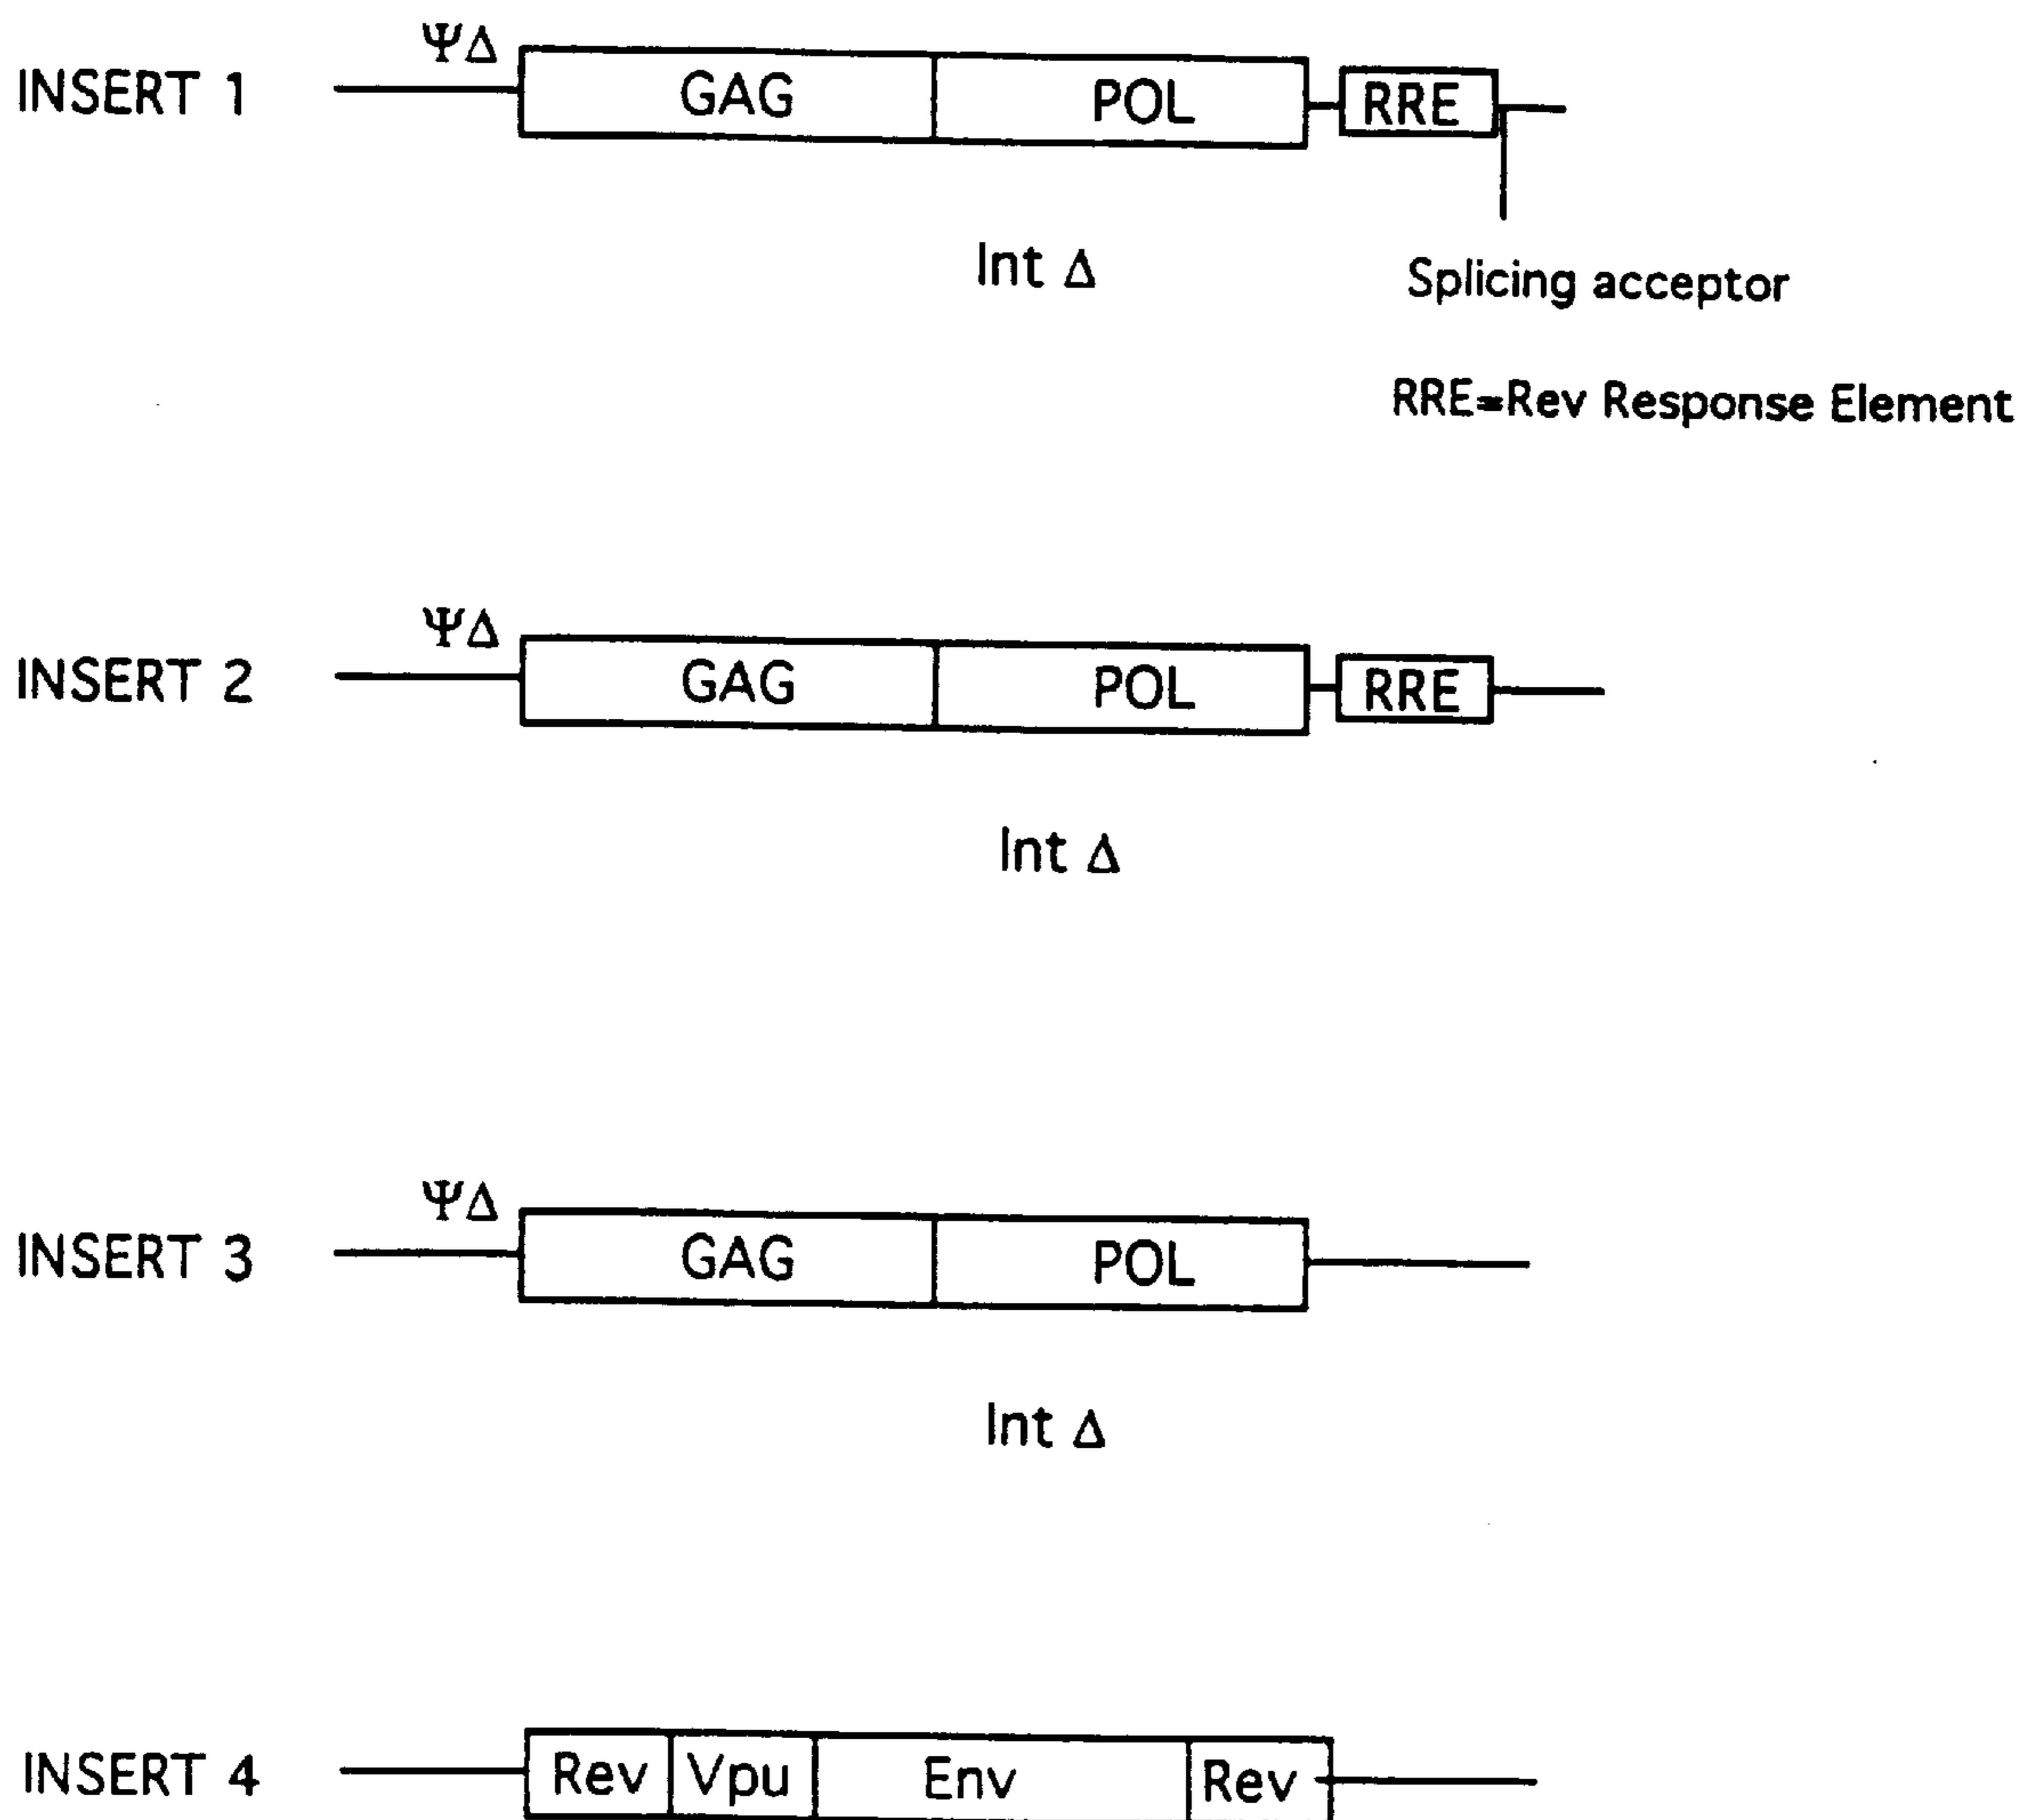 ΨΔ
INSERT 1 GAG POL RRE
Int Δ
Splicing acceptor
RRE=Rev Response Element
ΨΔ
INSERT 2 GAG POL RRE
Int Δ
ΨΔ
INSERT 3 GAG POL
Int Δ
INSERT 4 Rev Vpu Env Rev